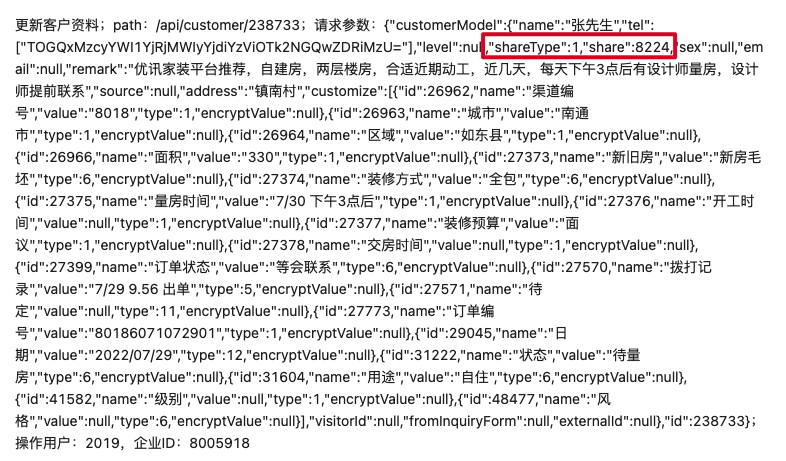 更新客户资料；path：/api/customer/238733；请求参数：{"customerModel":{"name":"张先生","tel":
["TOGQxMzcyYWI1YjRjMWIyYjdiYzViOTk2NGQwZDRiMzU="],"level":null,"shareType":1,"share":8224,"sex":null,"em
ail":null,"remark":"优讯家装平台推荐，自建房，两层楼房，合适近期动工，近几天，每天下午3点后有设计师量房，设计
师提前联系","source":null,"address":"镇南村","customize":[{"id":26962,"name":"渠道编
号","value":"8018","type":1,"encryptValue":null},{"id":26963,"name":"城市","value":"南通
市","type":1,"encryptValue":null},{"id":26964,"name":"区域","value":"如东县","type":1,"encryptValue":null},
{"id":26966,"name":"面积","value":"330","type":1,"encryptValue":null},{"id":27373,"name":"新旧房","value":"新房毛
坯","type":6,"encryptValue":null},{"id":27374,"name":"装修方式","value":"全包","type":6,"encryptValue":null},
{"id":27375,"name":"量房时间","value":"7/30 下午3点后","type":1,"encryptValue":null},{"id":27376,"name":"开工时
间","value":null,"type":1,"encryptValue":null},{"id":27377,"name":"装修预算","value":"面
议","type":1,"encryptValue":null},{"id":27378,"name":"交房时间","value":null,"type":1,"encryptValue":null},
{"id":27399,"name":"订单状态","value":"等会联系","type":6,"encryptValue":null},{"id":27570,"name":"拨打记
录","value":"7/29 9.56 出单","type":5,"encryptValue":null},{"id":27571,"name":"待
定","value":null,"type":11,"encryptValue":null},{"id":27773,"name":"订单编
号","value":"80186071072901","type":1,"encryptValue":null},{"id":29045,"name":"日
期","value":"2022/07/29","type":12,"encryptValue":null},{"id":31222,"name":"状态","value":"待量
房","type":6,"encryptValue":null},{"id":31604,"name":"用途","value":"自住","type":6,"encryptValue":null},
{"id":41582,"name":"级别","value":null,"type":1,"encryptValue":null},{"id":48477,"name":"风
格","value":null,"type":6,"encryptValue":null}],"visitorId":null,"fromInquiryForm":null,"externalId":null},"id":238733}；
操作用户：2019，企业ID：8005918